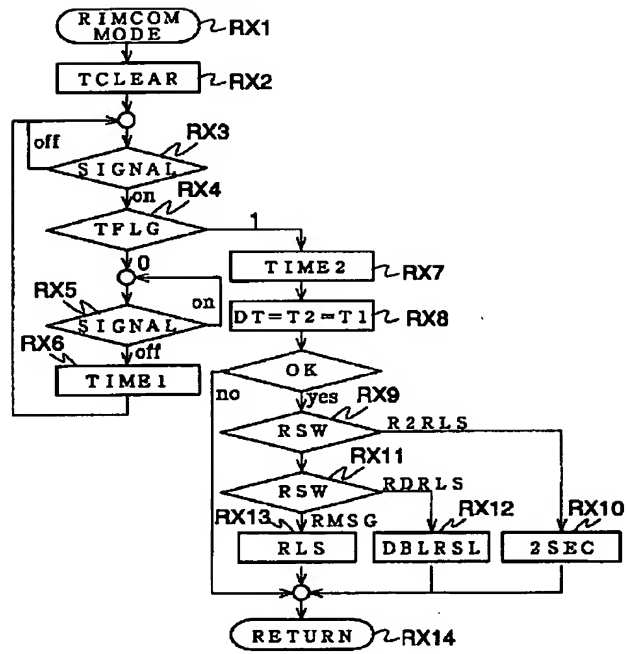 RIMCOM
MODE
RX1
TCLEAR
RX2
off
RX3
SIGNAL
on
RX4
TFLG
1
0
TIME2
RX7
RX5
on
SIGNAL
DT=T2=T1
RX8
RX6
off
TIME1
OK
no
yes
RX9
RSW
R2RLS
RX11
RSW
RDRLS
RX13
RMSG
RX12
RX10
RLS
DBLRSL
2SEC
RETURN
RX14